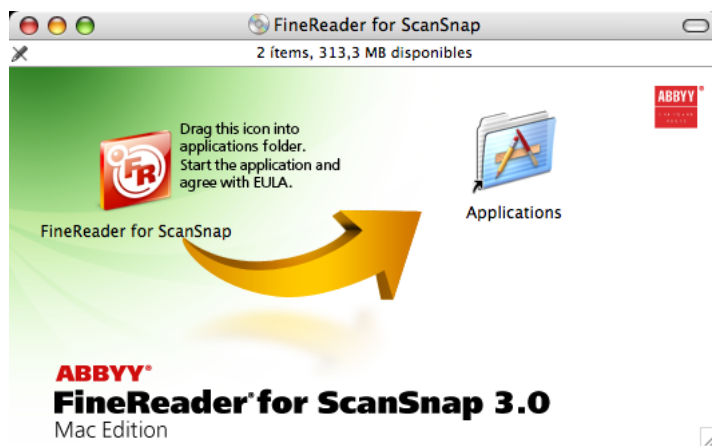 FineReader for ScanSnap
2 ítems, 313,3 MB disponibles
Drag this icon into
applications folder.
Start the application and
agree with EULA.
FineReader for ScanSnap
Applications
ABBYY®
ABBYY®
FineReader® for ScanSnap 3.0
Mac Edition